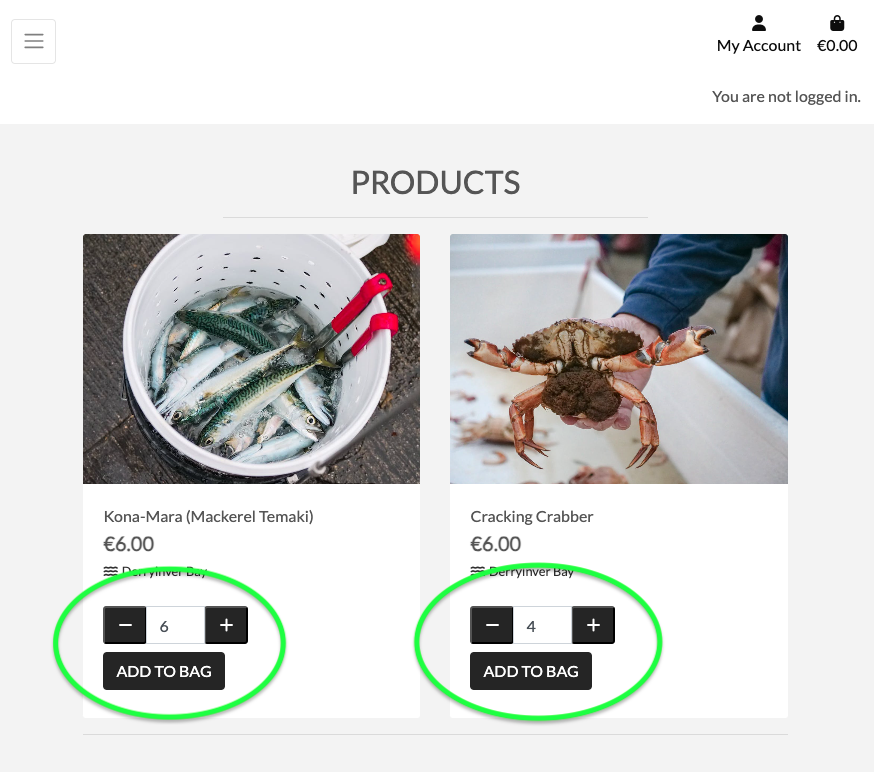 My Account €0.00
You are not logged in.
PRODUCTS
Kona-Mara (Mackerel Temaki)
€6.00
Derryinver Bay
6
ADD TO BAG
Cracking Crabber
€6.00
Derryinver Bay
4
ADD TO BAG